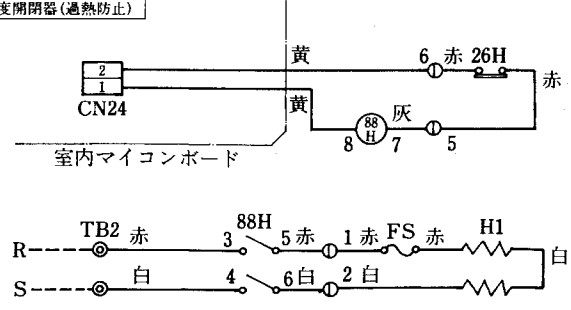 度開閉器(過熱防止)
黄 6 赤 26H
2
1
CN24
黄
赤
灰
88
H
8 7 5
室内マイコンボード
TB2 赤 3 88H 5赤 1赤 FS 赤 H1
R
白
S 白 4 6白 2白